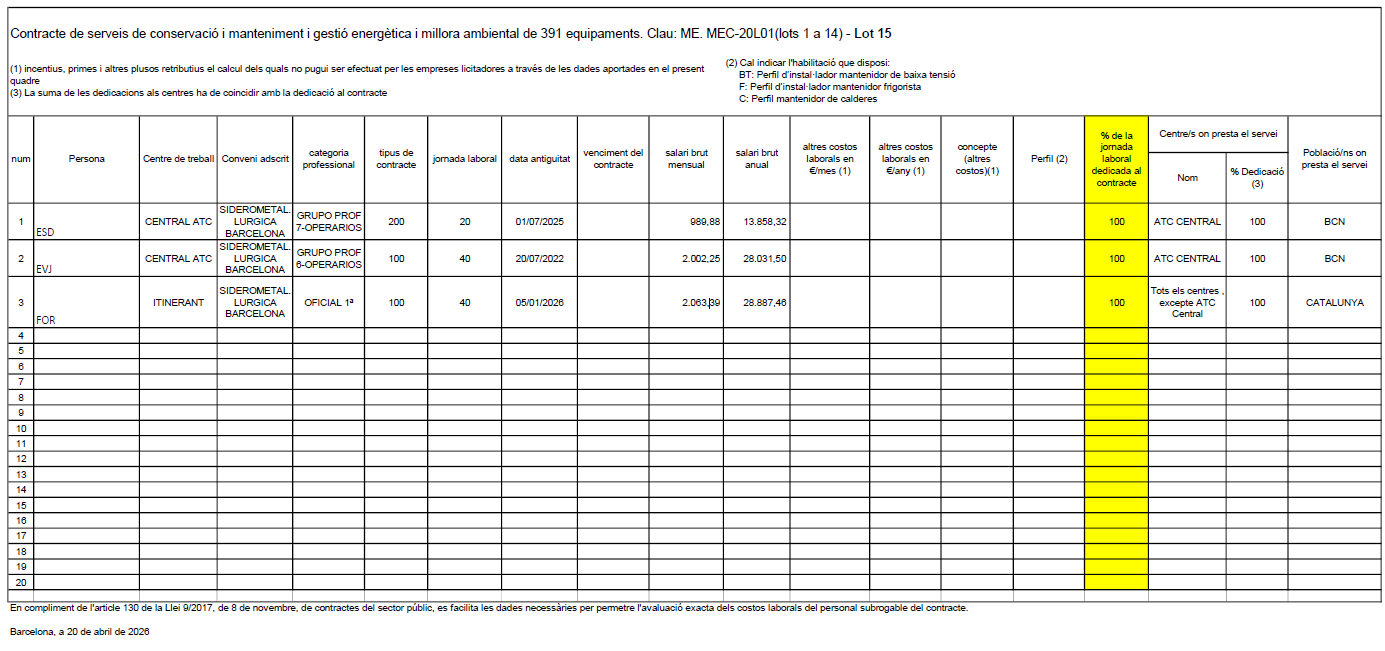 Contracte de serveis de conservació i manteniment i gestió energètica i millora ambiental de 391 equipaments. Clau: ME. MEC-20L01(lots 1 a 14) - Lot 15
(1) incentius, primes i altres plusos retributius el calcul dels quals no pugui ser efectuat per les empreses licitadores a través de les dades aportades en el present
quadre
(3) La suma de les dedicacions als centres ha de coincidir amb la dedicació al contracte
(2) Cal indicar l'habilitació que disposi:
BT: Perfil d'instal·lador mantenidor de baixa tensió
F: Perfil d'instal·lador mantenidor frigorista
C: Perfil mantenidor de calderes
num
Persona
Centre de treball
Conveni adscrit
categoria
professional
tipus de
contracte
jornada laboral
data antiguitat
venciment del
contracte
salari brut
mensual
salari brut
anual
altres costos
laborals en
€/mes (1)
altres costos
laborals en
€/any (1)
concepte
(altres
costos)(1)
Perfil (2)
% de la
jornada
laboral
dedicada al
contracte
Centre/s on presta el servei
Nom
% Dedicació
(3)
Població/ns on
presta el servei
1
ESD
CENTRAL ATC
SIDEROMETAL.
LURGICA
BARCELONA
GRUPO PROF
7-OPERARIOS
200
20
01/07/2025
989,88
13.858,32
100
ATC CENTRAL
100
BCN
2
EVJ
CENTRAL ATC
SIDEROMETAL.
LURGICA
BARCELONA
GRUPO PROF
6-OPERARIOS
100
40
20/07/2022
2.002,25
28.031,50
100
ATC CENTRAL
100
BCN
3
FOR
ITINERANT
SIDEROMETAL.
LURGICA
BARCELONA
OFICIAL 1ª
100
40
05/01/2026
2.063,39
28.887,46
100
Tots els centres ,
excepte ATC
Central
100
CATALUNYA
4
5
6
7
8
9
10
11
12
13
14
15
16
17
18
19
20
En compliment de l'article 130 de la Llei 9/2017, de 8 de novembre, de contractes del sector públic, es facilita les dades necessàries per permetre l'avaluació exacta dels costos laborals del personal subrogable del contracte.
Barcelona, a 20 de abril de 2026